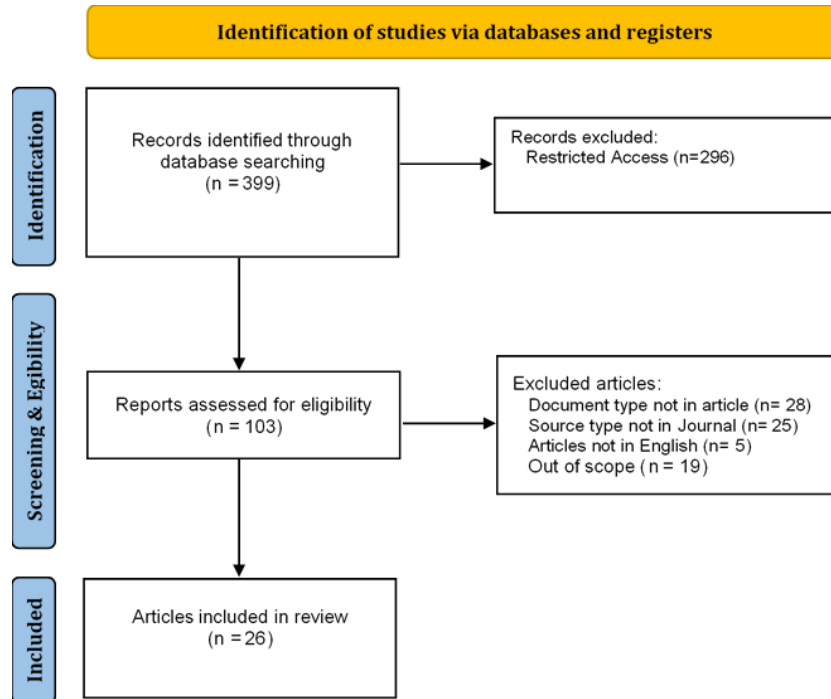 Identification of studies via databases and registers
Identification
Records identified through
database searching
(n = 399)
Records excluded:
Restricted Access (n=296)
Screening & Egibility
Reports assessed for eligibility
(n = 103)
Excluded articles:
Document type not in article (n= 28)
Source type not in Journal (n= 25)
Articles not in English (n= 5)
Out of scope (n = 19)
Included
Articles included in review
(n = 26)